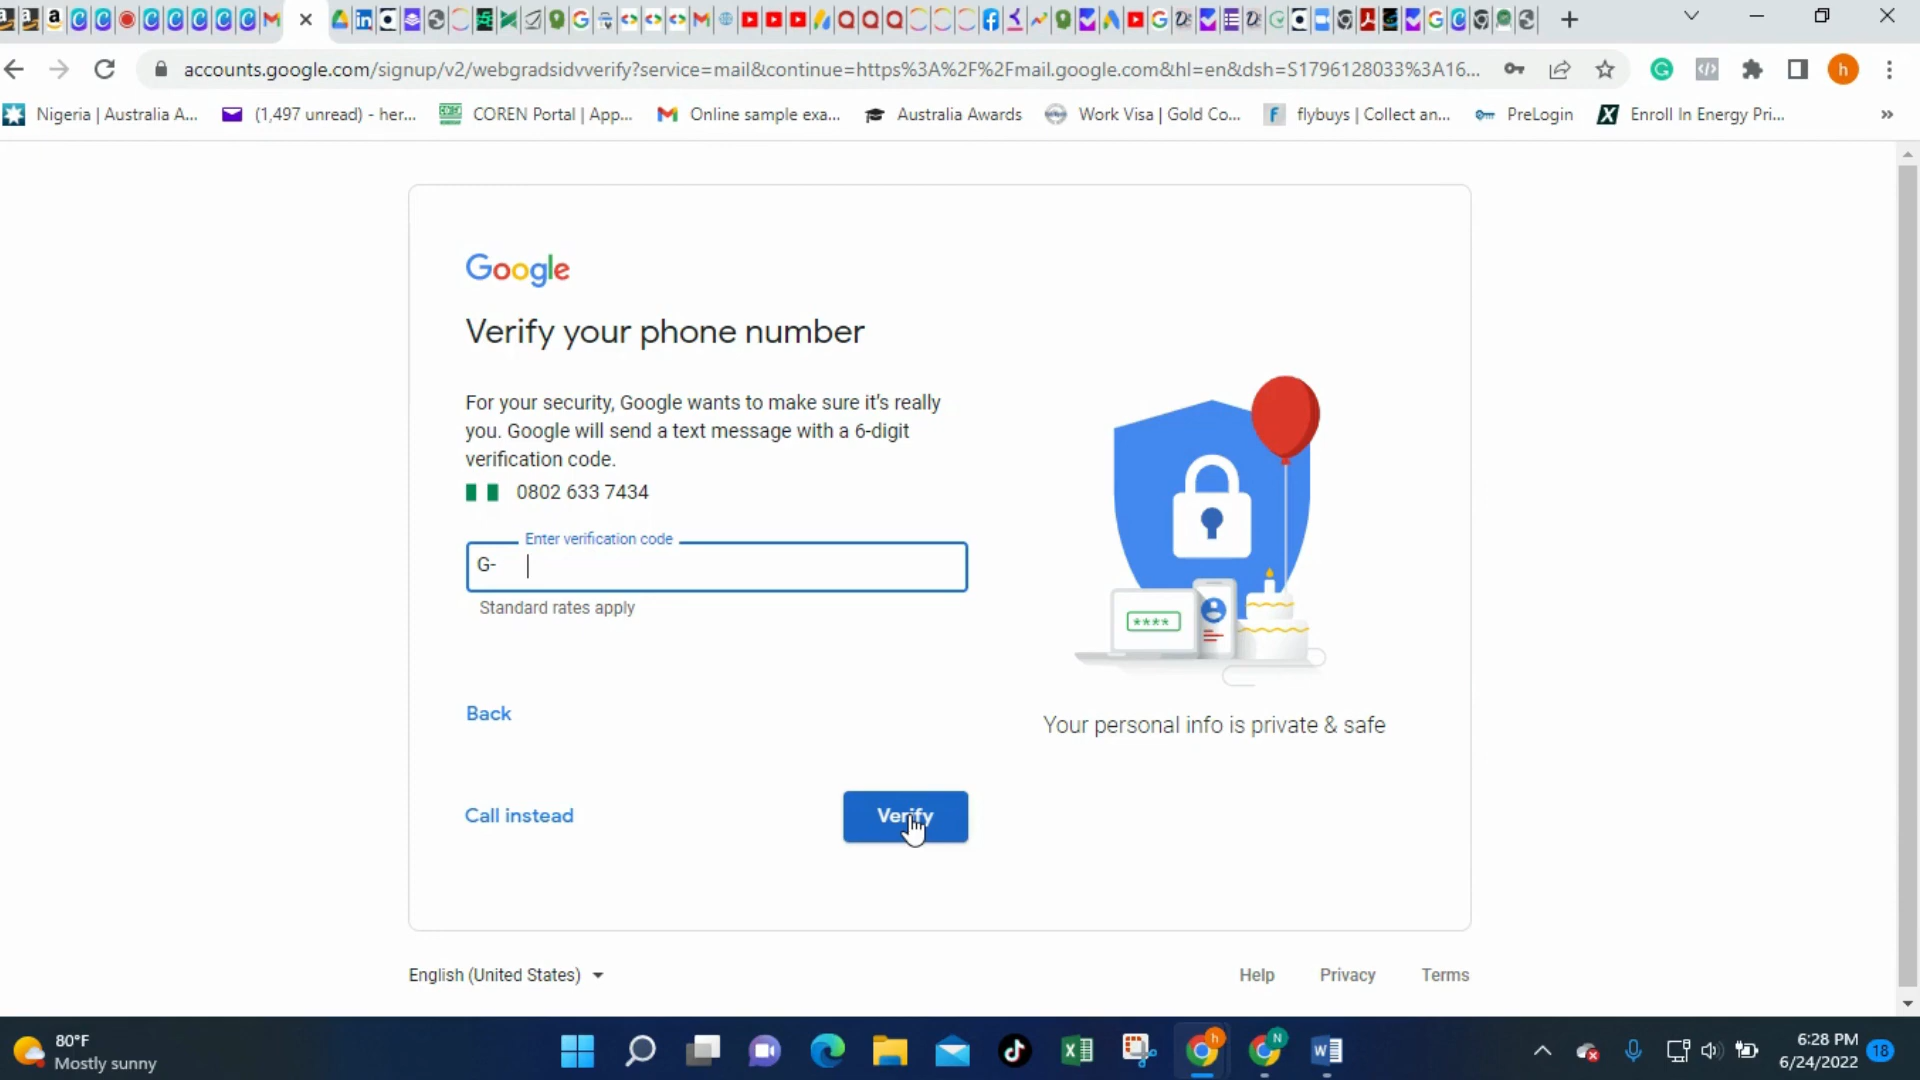 accounts.google.com/signup/v2/webgradsidvverify?service=mail&continue=https%3A%2F%2Fmail.google.com&hl=en&dsh=S1796128033%3A16...
h
Nigeria | Australia A...
(1,497 unread) - her...
COREN Portal | App...
Online sample exa...
Australia Awards
Work Visa | Gold Co...
flybuys | Collect an...
PreLogin
Enroll In Energy Pri...
»
Google
Verify your phone number
For your security, Google wants to make sure it's really
you. Google will send a text message with a 6-digit
verification code.
0802 633 7434
Enter verification code
G-
Standard rates apply
****
Back
Your personal info is private & safe
Call instead
Verify
English (United States)
Help
Privacy
Terms
80°F
Mostly sunny
6:28 PM
6/24/2022
18